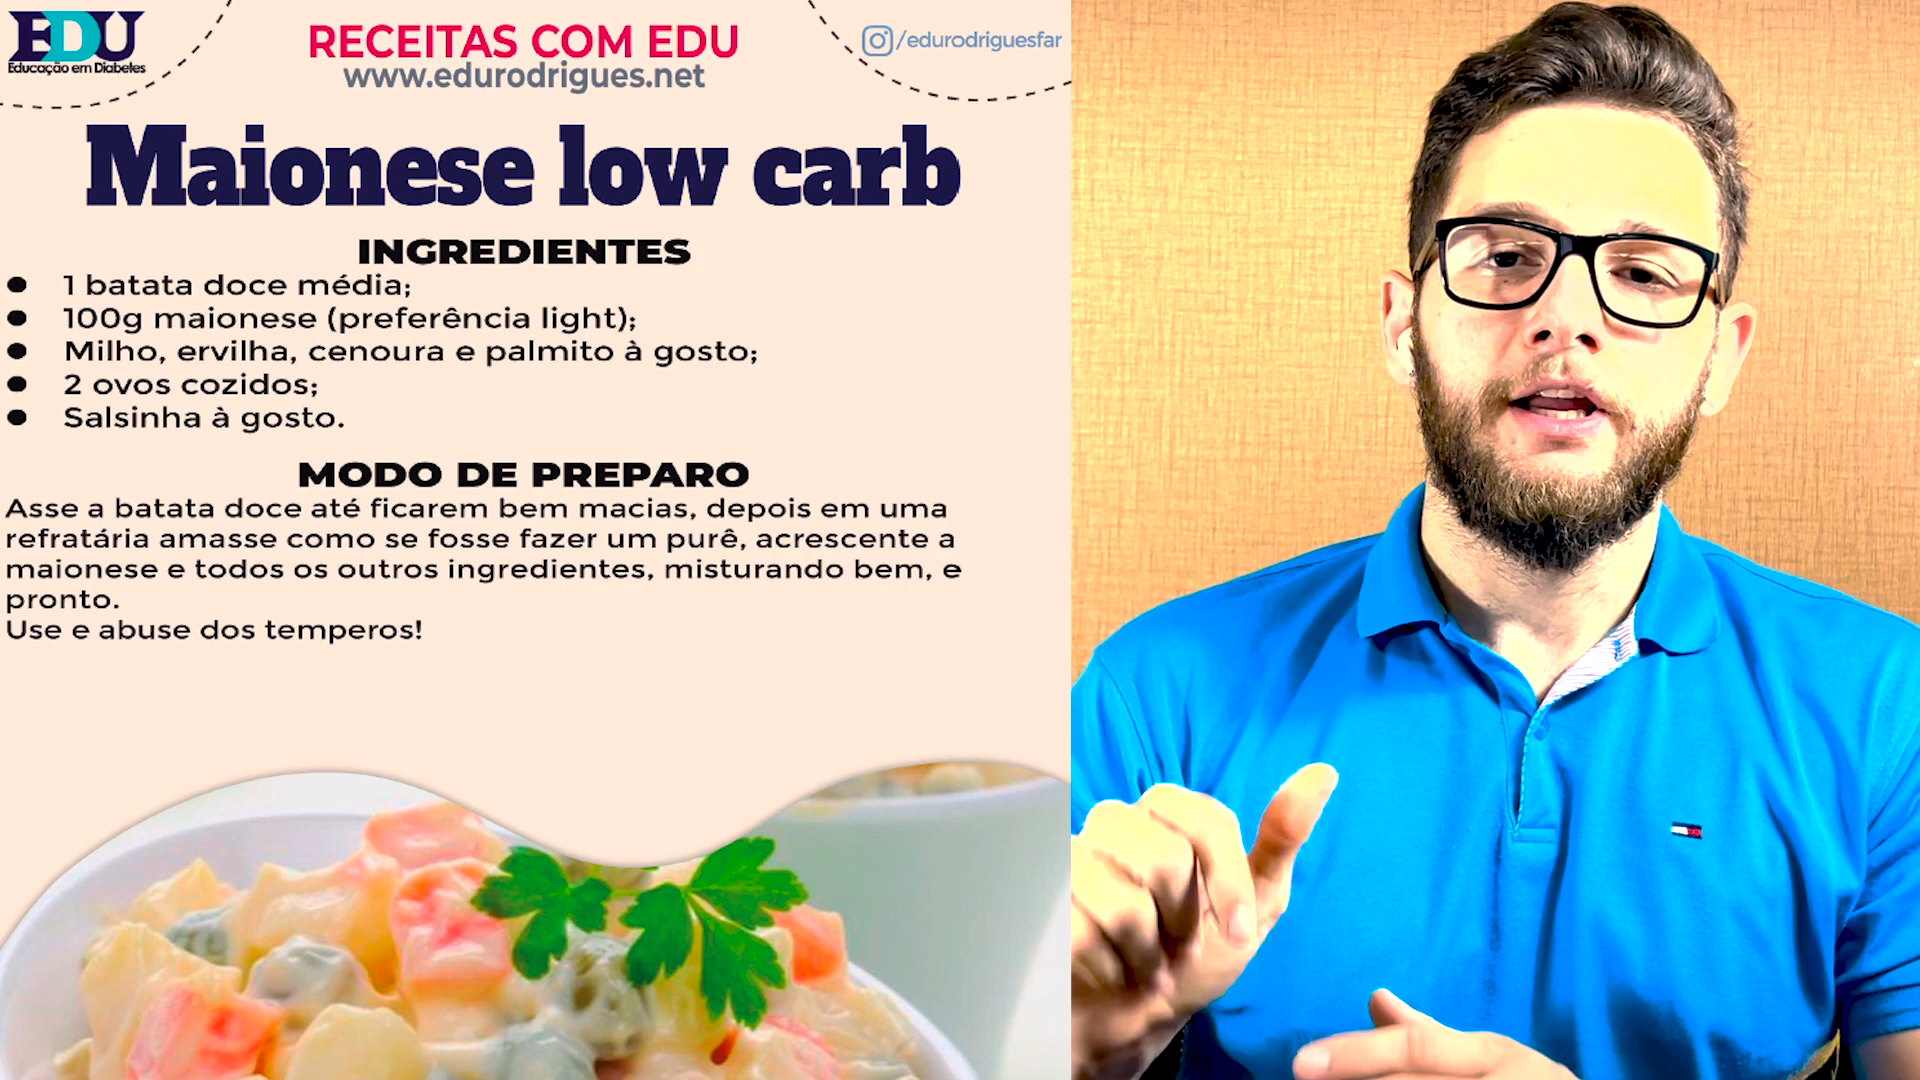 EDU
Educação em Diabetes
RECEITAS COM EDU
www.edurodrigues.net
/edurodriguesfar
Maionese low carb
INGREDIENTES
● 1 batata doce média;
● 100g maionese (preferência light);
● Milho, ervilha, cenoura e palmito à gosto;
● 2 ovos cozidos;
● Salsinha à gosto.
MODO DE PREPARO
Asse a batata doce até ficarem bem macias, depois em uma
refratária amasse como se fosse fazer um purê, acrescente a
maionese e todos os outros ingredientes, misturando bem, e
pronto.
Use e abuse dos temperos!